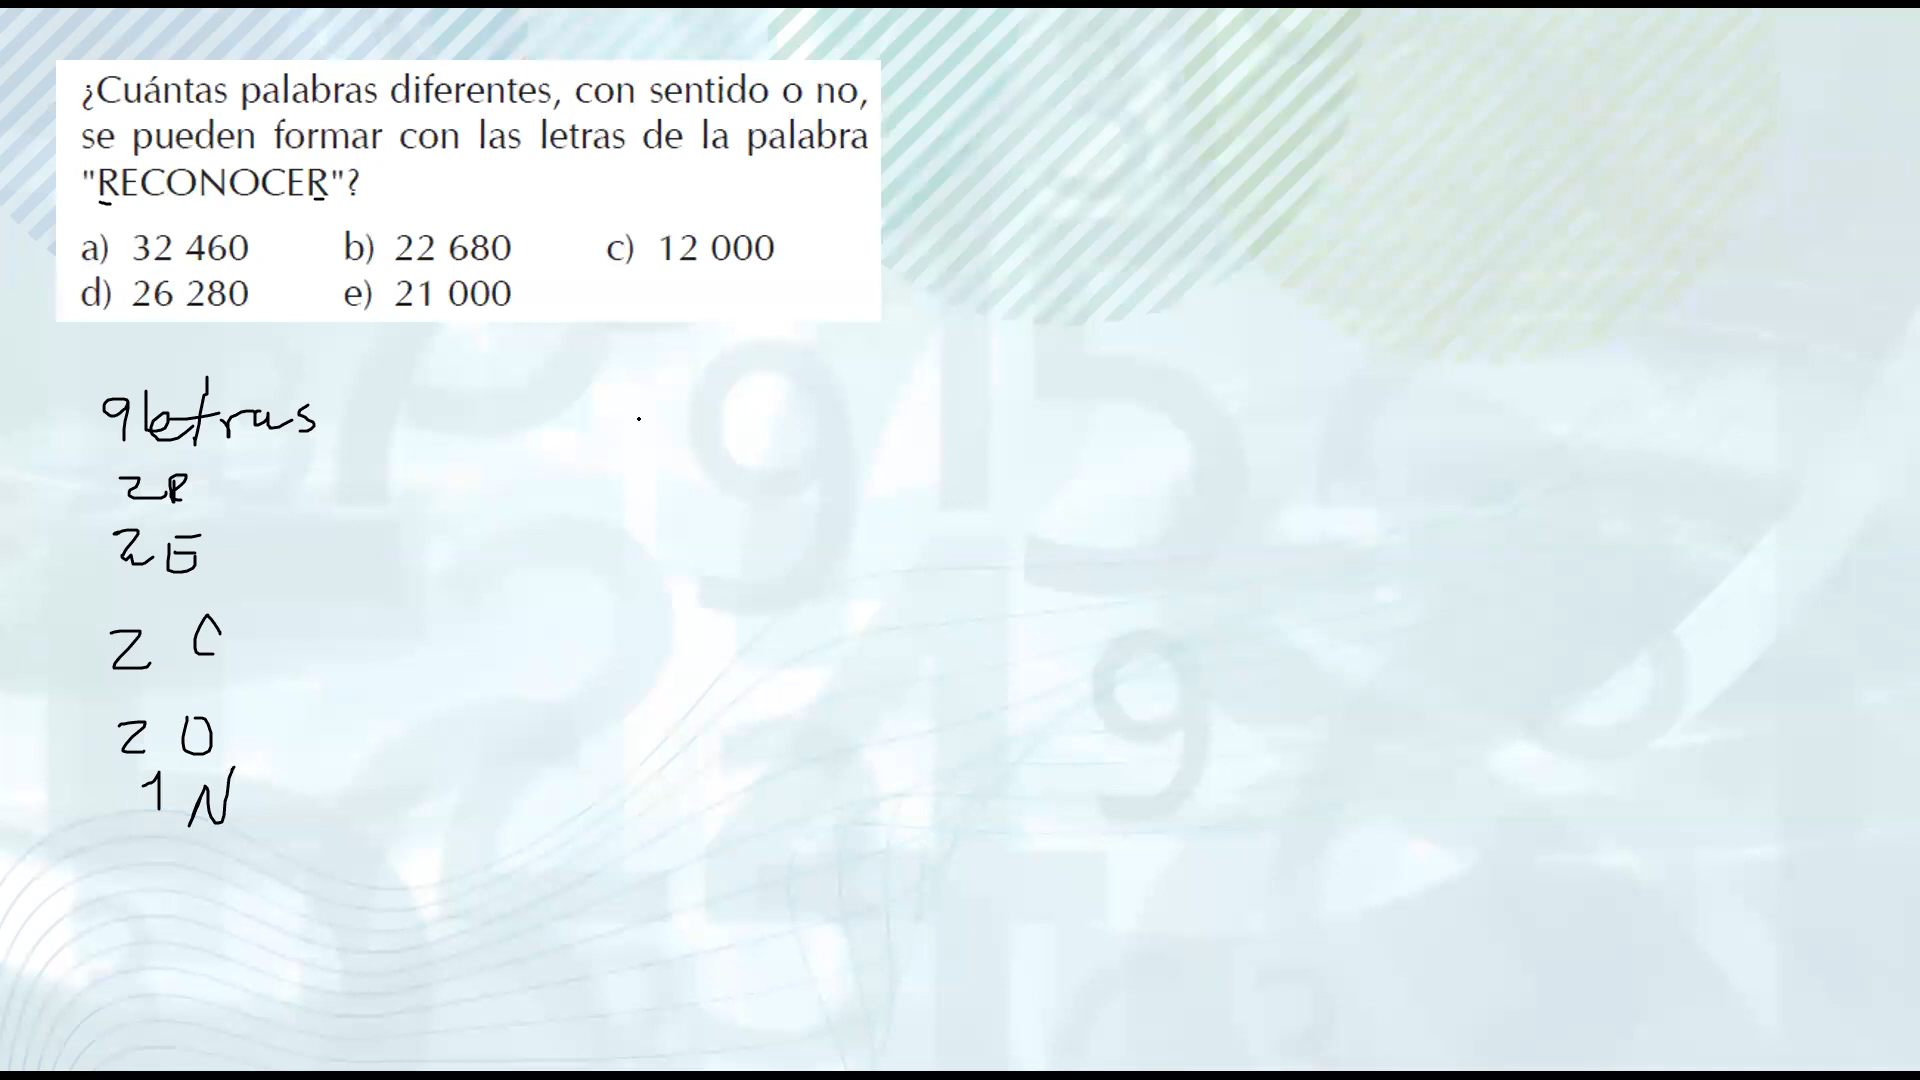 ¿Cuántas palabras diferentes, con sentido o no,
se pueden formar con las letras de la palabra
"RECONOCER"?
a) 32 460 b) 22 680 c) 12 000
d) 26 280 e) 21 000
9 letras
2 R
2 E
2 C
2 O
1 N